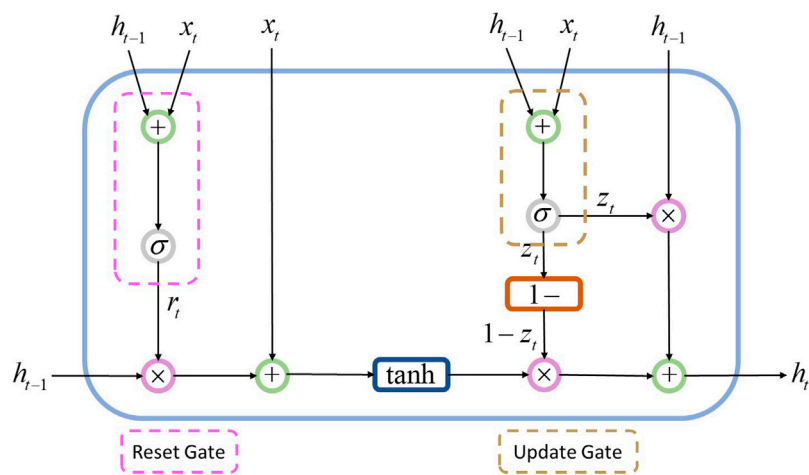 h_{t-1} x_t x_t h_{t-1} x_t h_{t-1}
+ +
σ σ z_t ×
z_t
r_t 1 −
1 − z_t
h_{t-1} × + tanh × + h_t
Reset Gate Update Gate